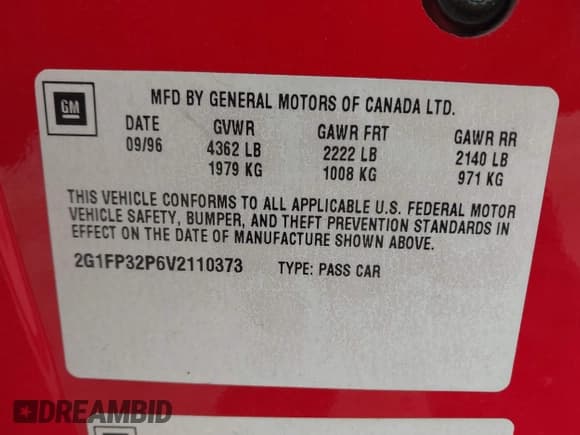 GM
MFD BY GENERAL MOTORS OF CANADA LTD.
DATE GVWR GAWR FRT GAWR RR
09/96 4362 LB 2222 LB 2140 LB
1979 KG 1008 KG 971 KG
THIS VEHICLE CONFORMS TO ALL APPLICABLE U.S. FEDERAL MOTOR
VEHICLE SAFETY, BUMPER, AND THEFT PREVENTION STANDARDS IN
EFFECT ON THE DATE OF MANUFACTURE SHOWN ABOVE.
2G1FP32P6V2110373 TYPE: PASS CAR
DREAMBID